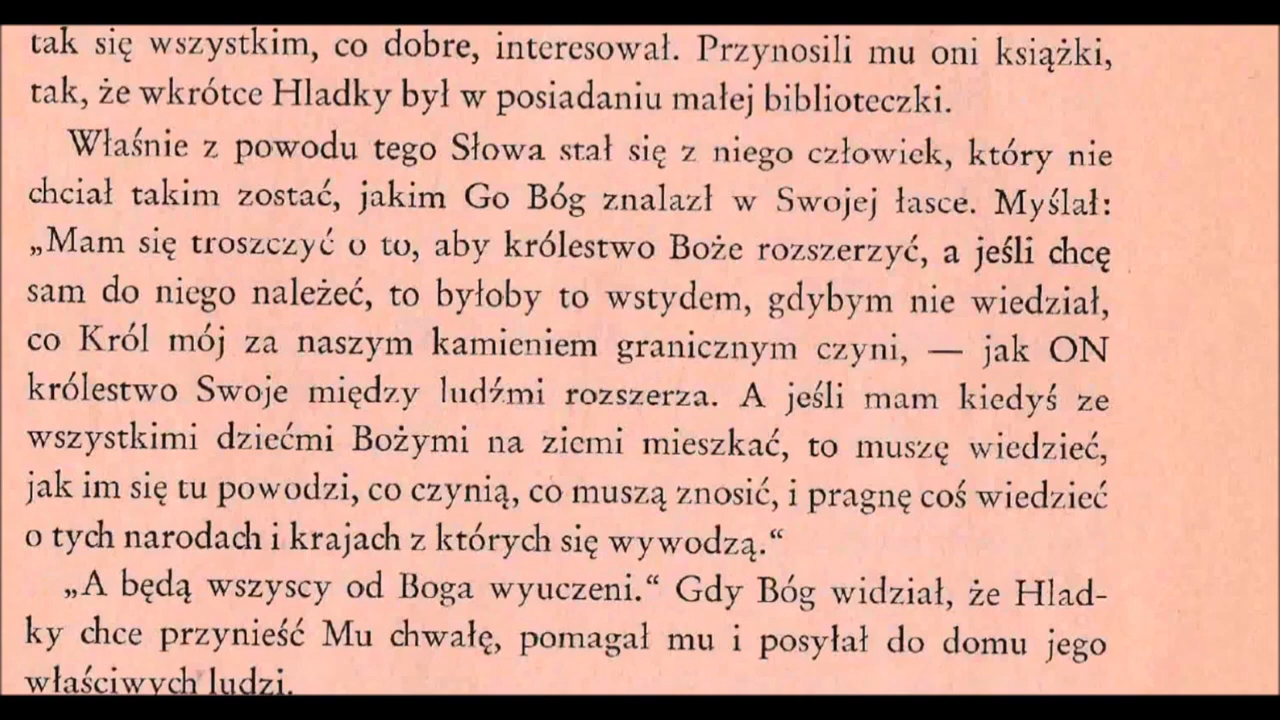 tak się wszystkim, co dobre, interesował. Przynosili mu oni książki,
tak, że wkrótce Hladky był w posiadaniu małej biblioteczki.
Właśnie z powodu tego Słowa stał się z niego człowiek, który nie
chciał takim zostać, jakim Go Bóg znalazł w Swojej łasce. Myślał:
„Mam się troszczyć o to, aby królestwo Boże rozszerzyć, a jeśli chcę
sam do niego należeć, to byłoby to wstydem, gdybym nie wiedział,
co Król mój za naszym kamieniem granicznym czyni, — jak ON
królestwo Swoje między ludźmi rozszerza. A jeśli mam kiedyś ze
wszystkimi dziećmi Bożymi na ziemi mieszkać, to muszę wiedzieć,
jak im się tu powodzi, co czynią, co muszą znosić, i pragnę coś wiedzieć
o tych narodach i krajach z których się wywodzą.“
„A będą wszyscy od Boga wyuczeni.“ Gdy Bóg widział, że Hlad-
ky chce przynieść Mu chwałę, pomagał mu i posyłał do domu jego
właściwych ludzi.